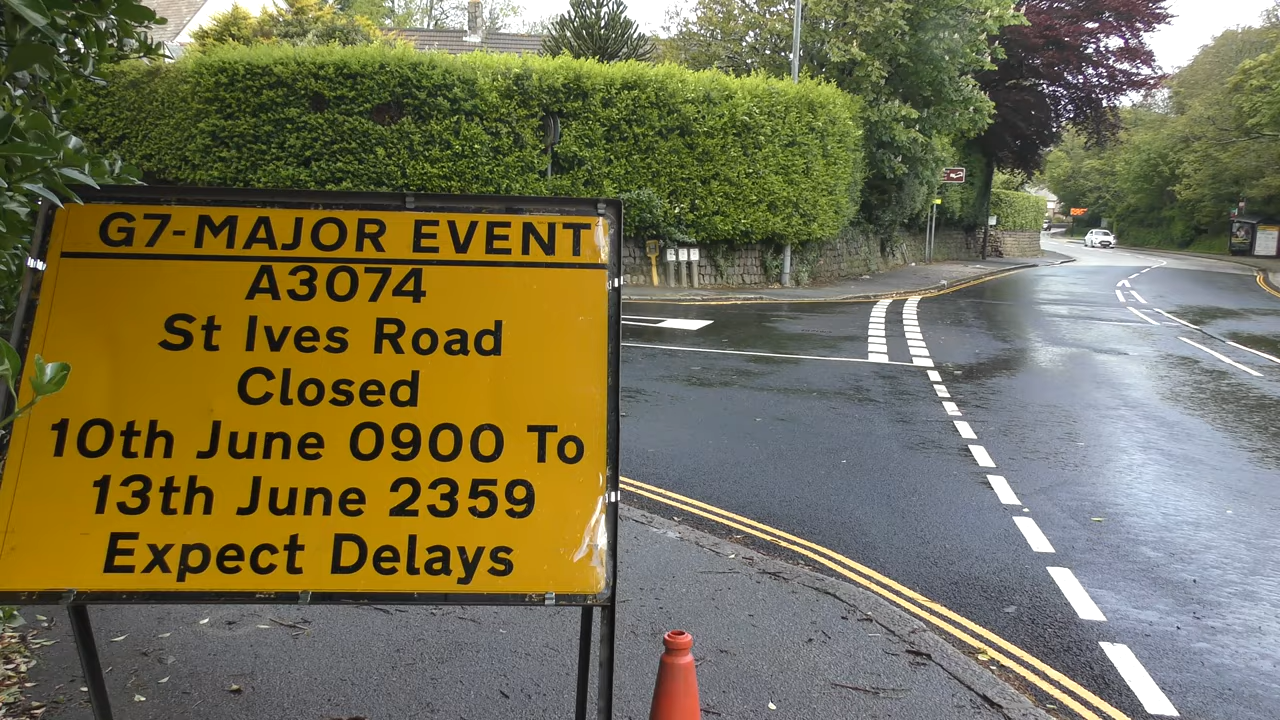 G7-MAJOR EVENT
A3074
St Ives Road
Closed
10th June 0900 To
13th June 2359
Expect Delays